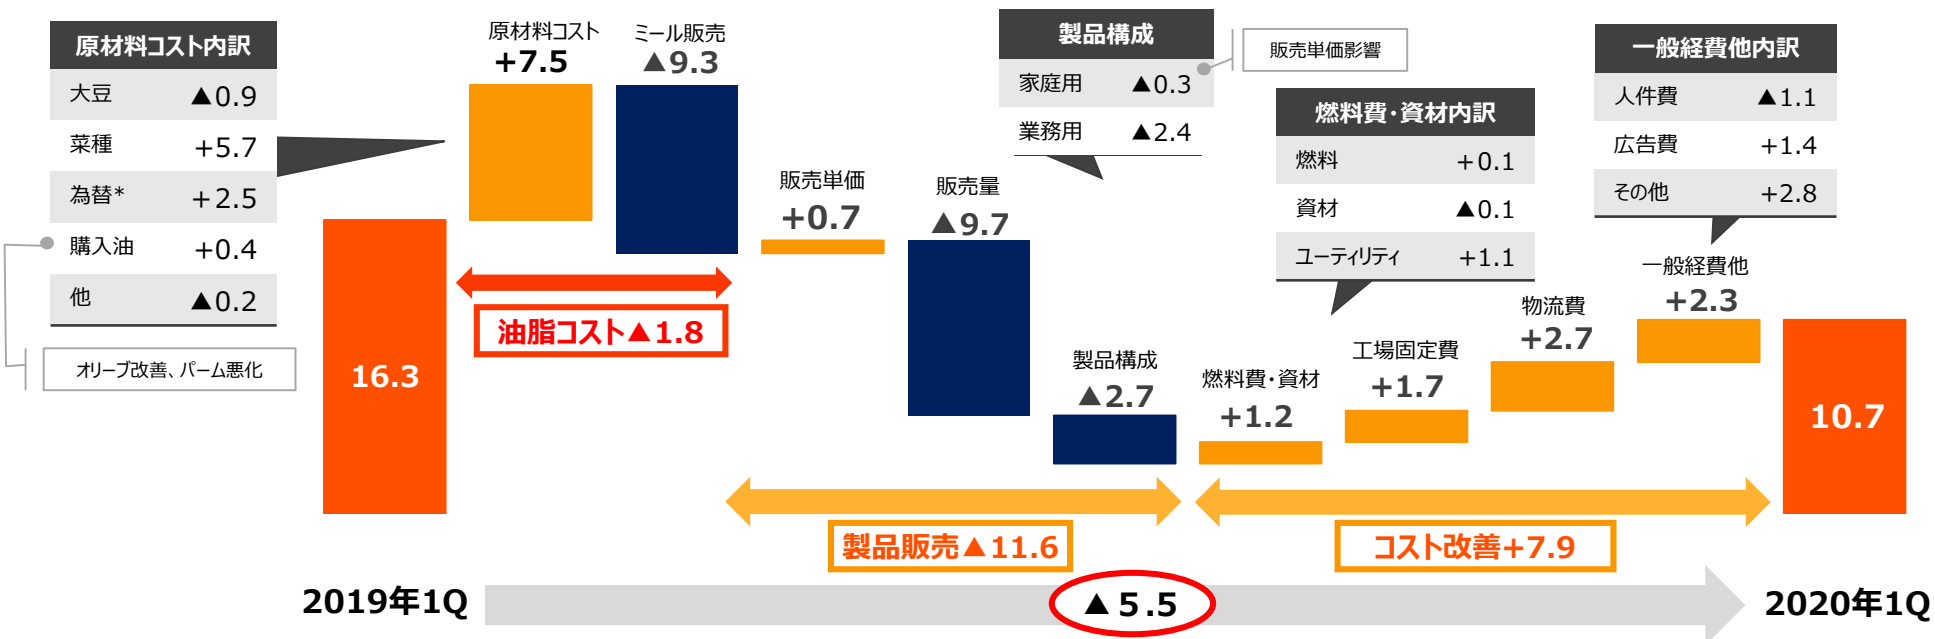 原材料コスト内訳
大豆 ▲0.9
菜種 +5.7
為替* +2.5
購入油 +0.4
他 ▲0.2
オリーブ改善、パーム悪化
16.3
原材料コスト
+7.5
ミール販売
▲9.3
油脂コスト▲1.8
販売単価
+0.7
販売量
▲9.7
製品構成
家庭用 ▲0.3
業務用 ▲2.4
販売単価影響
製品構成
▲2.7
燃料費・資材内訳
燃料 +0.1
資材 ▲0.1
ユーティリティ +1.1
燃料費・資材
+1.2
工場固定費
+1.7
物流費
+2.7
一般経費他内訳
人件費 ▲1.1
広告費 +1.4
その他 +2.8
一般経費他
+2.3
10.7
製品販売▲11.6
コスト改善+7.9
2019年1Q
▲5.5
2020年1Q